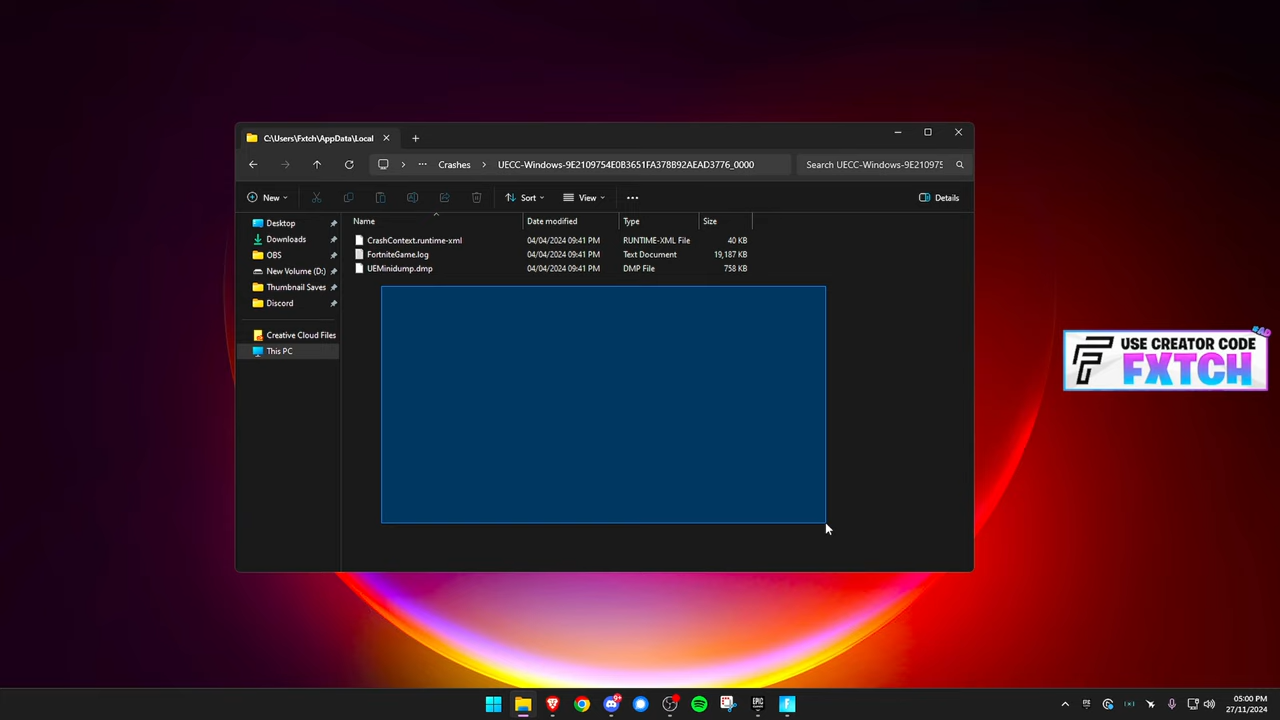 C:\Users\Fxtch\AppData\Local
Crashes
UECC-Windows-9E2109754E0B3651FA378B92AEAD3776_0000
Search UECC-Windows-9E210975
New
Sort
View
Details
Name
Date modified
Type
Size
CrashContext.runtime-xml
04/04/2024 09:41 PM
RUNTIME-XML File
40 KB
FortniteGame.log
04/04/2024 09:41 PM
Text Document
19,187 KB
UEMinidump.dmp
04/04/2024 09:41 PM
DMP File
758 KB
Desktop
Downloads
OBS
New Volume (D:)
Thumbnail Saves
Discord
Creative Cloud Files
This PC
#AD
USE CREATOR CODE
FXTCH
EPIC
05:00 PM
27/11/2024